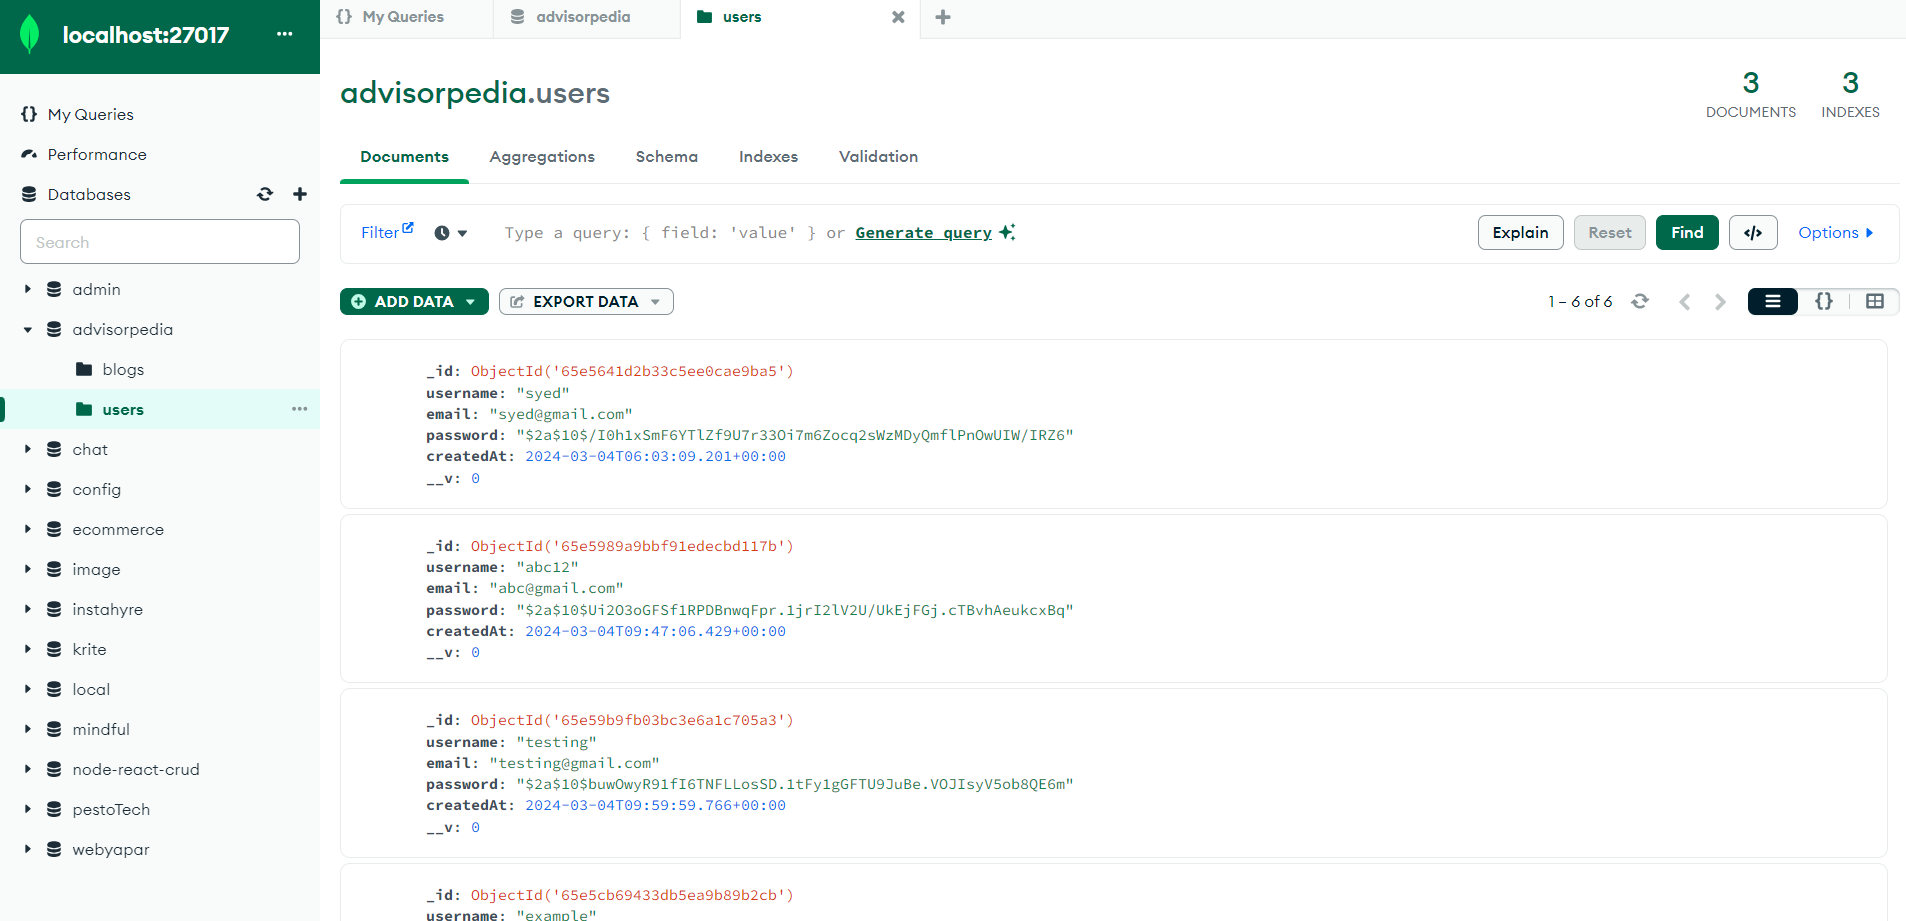 localhost:27017
My Queries
Performance
Databases
Search
admin
advisorpedia
blogs
users
chat
config
ecommerce
image
instahyre
krite
local
mindful
node-react-crud
pestoTech
webyapar
{} My Queries
advisorpedia
users
advisorpedia.users
3
DOCUMENTS
3
INDEXES
Documents Aggregations Schema Indexes Validation
Filter Type a query: { field: 'value' } or Generate query Explain Reset Find </> Options
ADD DATA EXPORT DATA 1 – 6 of 6 {}
_id: ObjectId('65e5641d2b33c5ee0cae9ba5')
username: "syed"
email: "syed@gmail.com"
password: "$2a$10$/I0h1xSmF6YTlZf9U7r33Oi7m6Zocq2sWzMDyQmflPnOwUIW/IRZ6"
createdAt: 2024-03-04T06:03:09.201+00:00
__v: 0
_id: ObjectId('65e5989a9bbf91edecbd117b')
username: "abc12"
email: "abc@gmail.com"
password: "$2a$10$Ui2O3oGFSf1RPDBnwqFpr.1jrI2lV2U/UkEjFGj.cTBvhAeukcxBq"
createdAt: 2024-03-04T09:47:06.429+00:00
__v: 0
_id: ObjectId('65e59b9fb03bc3e6a1c705a3')
username: "testing"
email: "testing@gmail.com"
password: "$2a$10$buwOwyR91fI6TNFLLosSD.1tFy1gGFTU9JuBe.VOJIsyV5ob8QE6m"
createdAt: 2024-03-04T09:59:59.766+00:00
__v: 0
_id: ObjectId('65e5cb69433db5ea9b89b2cb')
username: "example"